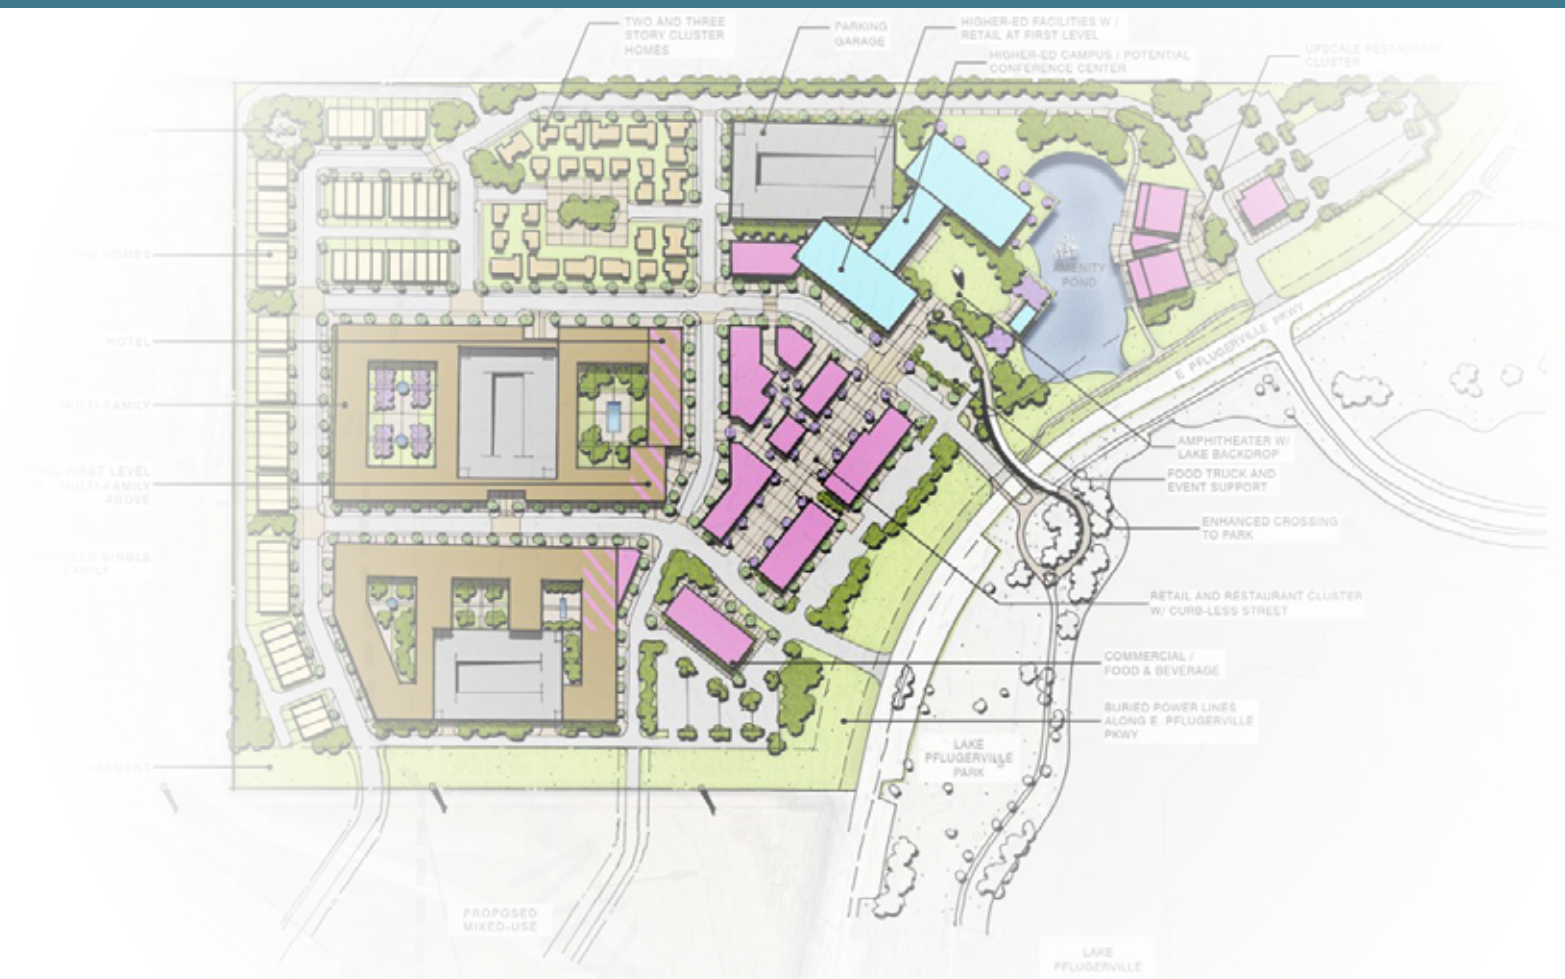 TWO AND THREE
STORY CLUSTER
HOMES
PARKING
GARAGE
HIGHER-ED FACILITIES W/
RETAIL AT FIRST LEVEL
HIGHER-ED CAMPUS / POTENTIAL
CONFERENCE CENTER
UPSCALE RESTAURANT
CLUSTER
HOMES
HOTEL
MULTI-FAMILY
FIRST LEVEL
MULTI-FAMILY
ABOVE
SINGLE
FAMILY
AMENITY
POND
E PFLUGERVILLE PKWY
AMPHITHEATER W/
LAKE BACKDROP
FOOD TRUCK AND
EVENT SUPPORT
ENHANCED CROSSING
TO PARK
RETAIL AND RESTAURANT CLUSTER
W/ CURB-LESS STREET
COMMERCIAL /
FOOD & BEVERAGE
BURIED POWER LINES
ALONG E. PFLUGERVILLE
PKWY
LAKE
PFLUGERVILLE
PARK
PROPOSED
MIXED-USE
LAKE
PFLUGERVILLE